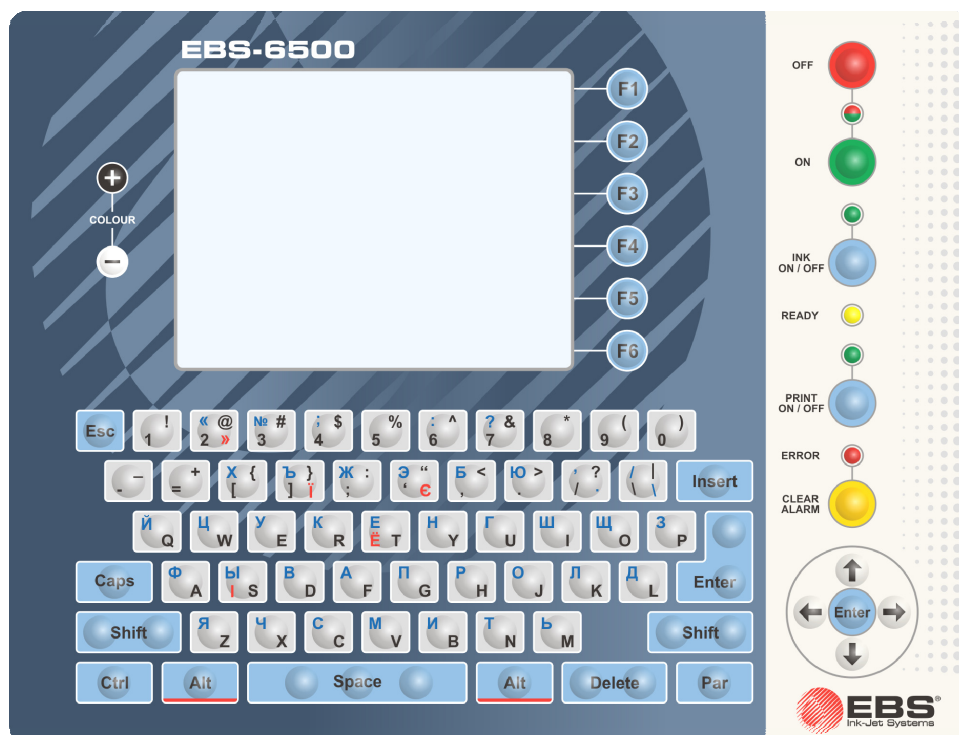 EBS-6500
F1
F2
F3
F4
F5
F6
+
COLOUR
−
Esc ! 1 « @ 2 » № # 3 ; $ 4 % 5 : ^ 6 ? & 7 * 8 ( 9 ) 0
_ - + = Х { [ Ъ } ] Ї Ж : ; Э “ ‘ Є Б < , Ю > . , ? / . / | \ \ Insert
Й Q Ц W У E К R Е Ё T Н Y Г U Ш I Щ O З P
Caps Ф A Ы І S В D А F П G Р H О J Л K Д L Enter
Shift Я Z Ч X С C М V И B Т N Ь M Shift
Ctrl Alt Space Alt Delete Par
OFF
ON
INK
ON / OFF
READY
PRINT
ON / OFF
ERROR
CLEAR
ALARM
Enter
EBS®
Ink-Jet Systems